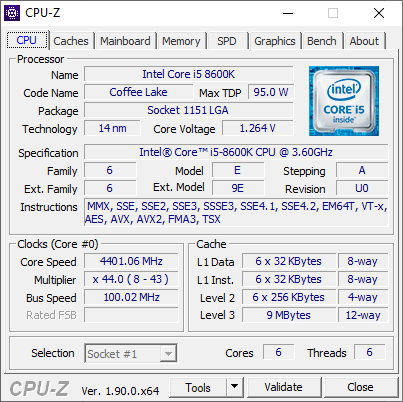 CPU-Z
CPU Caches Mainboard Memory SPD Graphics Bench About
Processor
Name Intel Core i5 8600K
Code Name Coffee Lake Max TDP 95.0 W
Package Socket 1151 LGA
Technology 14 nm Core Voltage 1.264 V
intel CORE i5 inside™
Specification Intel® Core™ i5-8600K CPU @ 3.60GHz
Family 6 Model E Stepping A
Ext. Family 6 Ext. Model 9E Revision U0
Instructions MMX, SSE, SSE2, SSE3, SSSE3, SSE4.1, SSE4.2, EM64T, VT-x,
AES, AVX, AVX2, FMA3, TSX
Clocks (Core #0)
Core Speed 4401.06 MHz
Multiplier x 44.0 ( 8 - 43 )
Bus Speed 100.02 MHz
Rated FSB
Cache
L1 Data 6 x 32 KBytes 8-way
L1 Inst. 6 x 32 KBytes 8-way
Level 2 6 x 256 KBytes 4-way
Level 3 9 MBytes 12-way
Selection Socket #1 Cores 6 Threads 6
CPU-Z Ver. 1.90.0.x64 Tools Validate Close